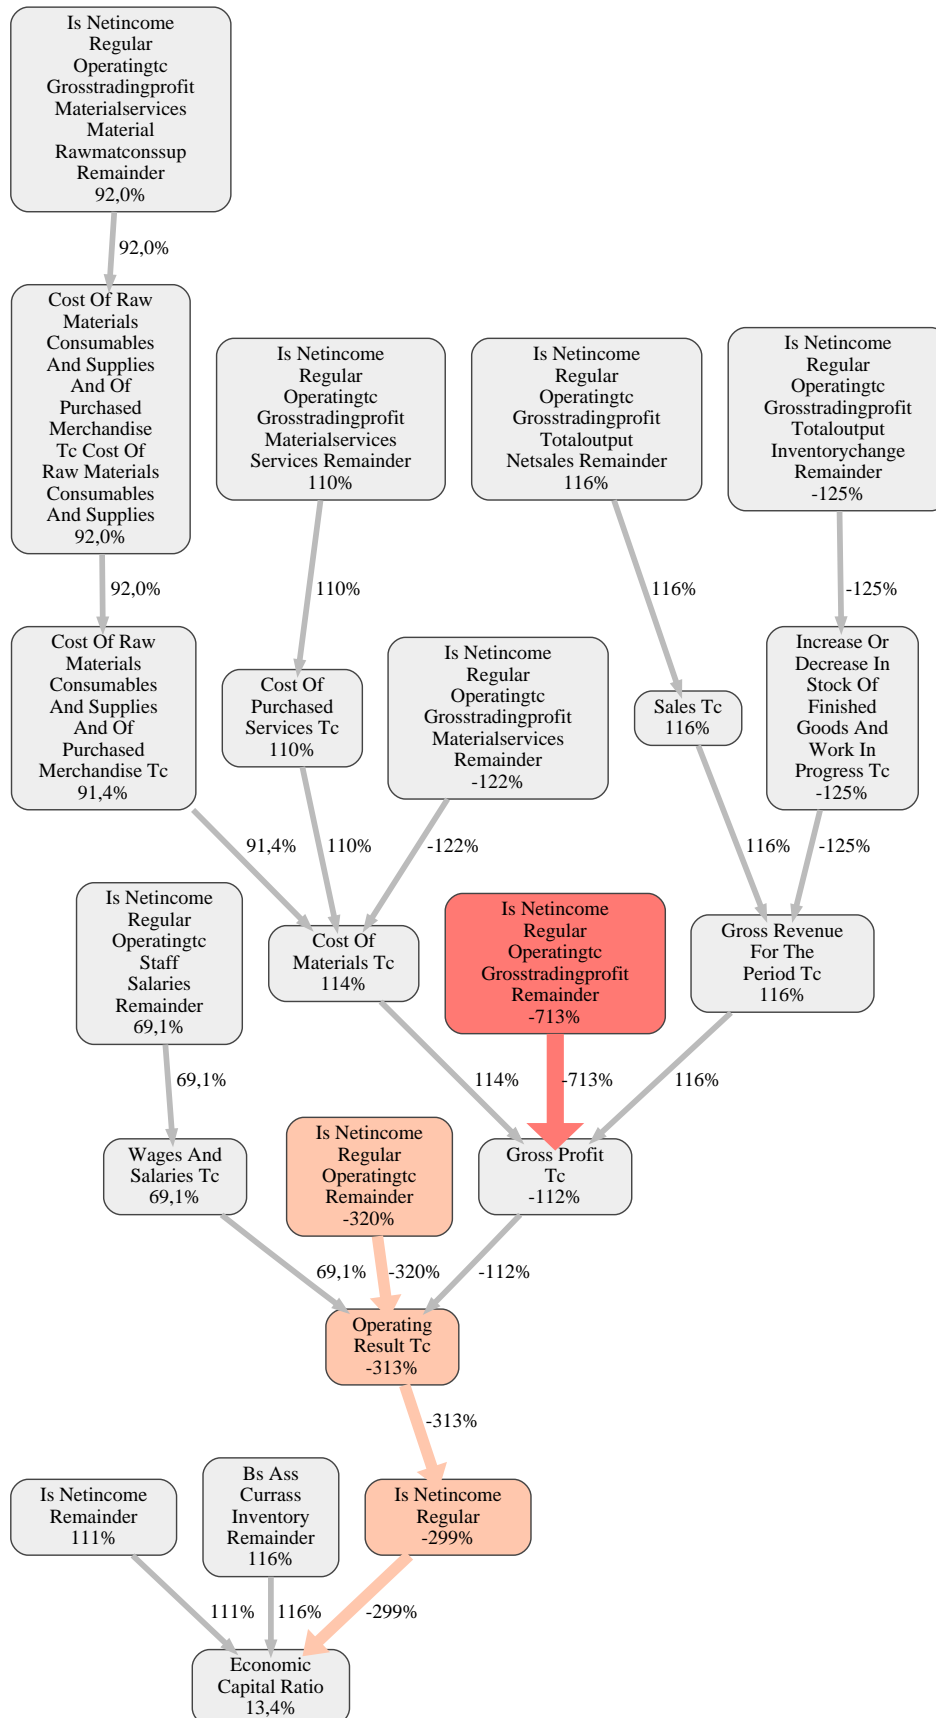 Is Netincome
Regular
Operatingtc
Grosstradingprofit
Materialservices
Material
Rawmatconssup
Remainder
92,0%
92,0%
Cost Of Raw
Materials
Consumables
And Supplies
And Of
Purchased
Merchandise
Tc Cost Of
Raw Materials
Consumables
And Supplies
92,0%
Is Netincome
Regular
Operatingtc
Grosstradingprofit
Materialservices
Services Remainder
110%
Is Netincome
Regular
Operatingtc
Grosstradingprofit
Totaloutput
Netsales Remainder
116%
Is Netincome
Regular
Operatingtc
Grosstradingprofit
Totaloutput
Inventorychange
Remainder
-125%
92,0%
110%
116%
-125%
Cost Of Raw
Materials
Consumables
And Supplies
And Of
Purchased
Merchandise Tc
91,4%
Cost Of
Purchased
Services Tc
110%
Is Netincome
Regular
Operatingtc
Grosstradingprofit
Materialservices
Remainder
-122%
Sales Tc
116%
Increase Or
Decrease In
Stock Of
Finished
Goods And
Work In
Progress Tc
-125%
91,4%
110%
-122%
116%
-125%
Is Netincome
Regular
Operatingtc
Staff
Salaries
Remainder
69,1%
Cost Of
Materials Tc
114%
Is Netincome
Regular
Operatingtc
Grosstradingprofit
Remainder
-713%
Gross Revenue
For The
Period Tc
116%
69,1%
114%
-713%
116%
Wages And
Salaries Tc
69,1%
Is Netincome
Regular
Operatingtc
Remainder
-320%
Gross Profit
Tc
-112%
69,1%
-320%
-112%
Operating
Result Tc
-313%
-313%
Is Netincome
Remainder
111%
Bs Ass
Currass
Inventory
Remainder
116%
Is Netincome
Regular
-299%
111%
116%
-299%
Economic
Capital Ratio
13,4%